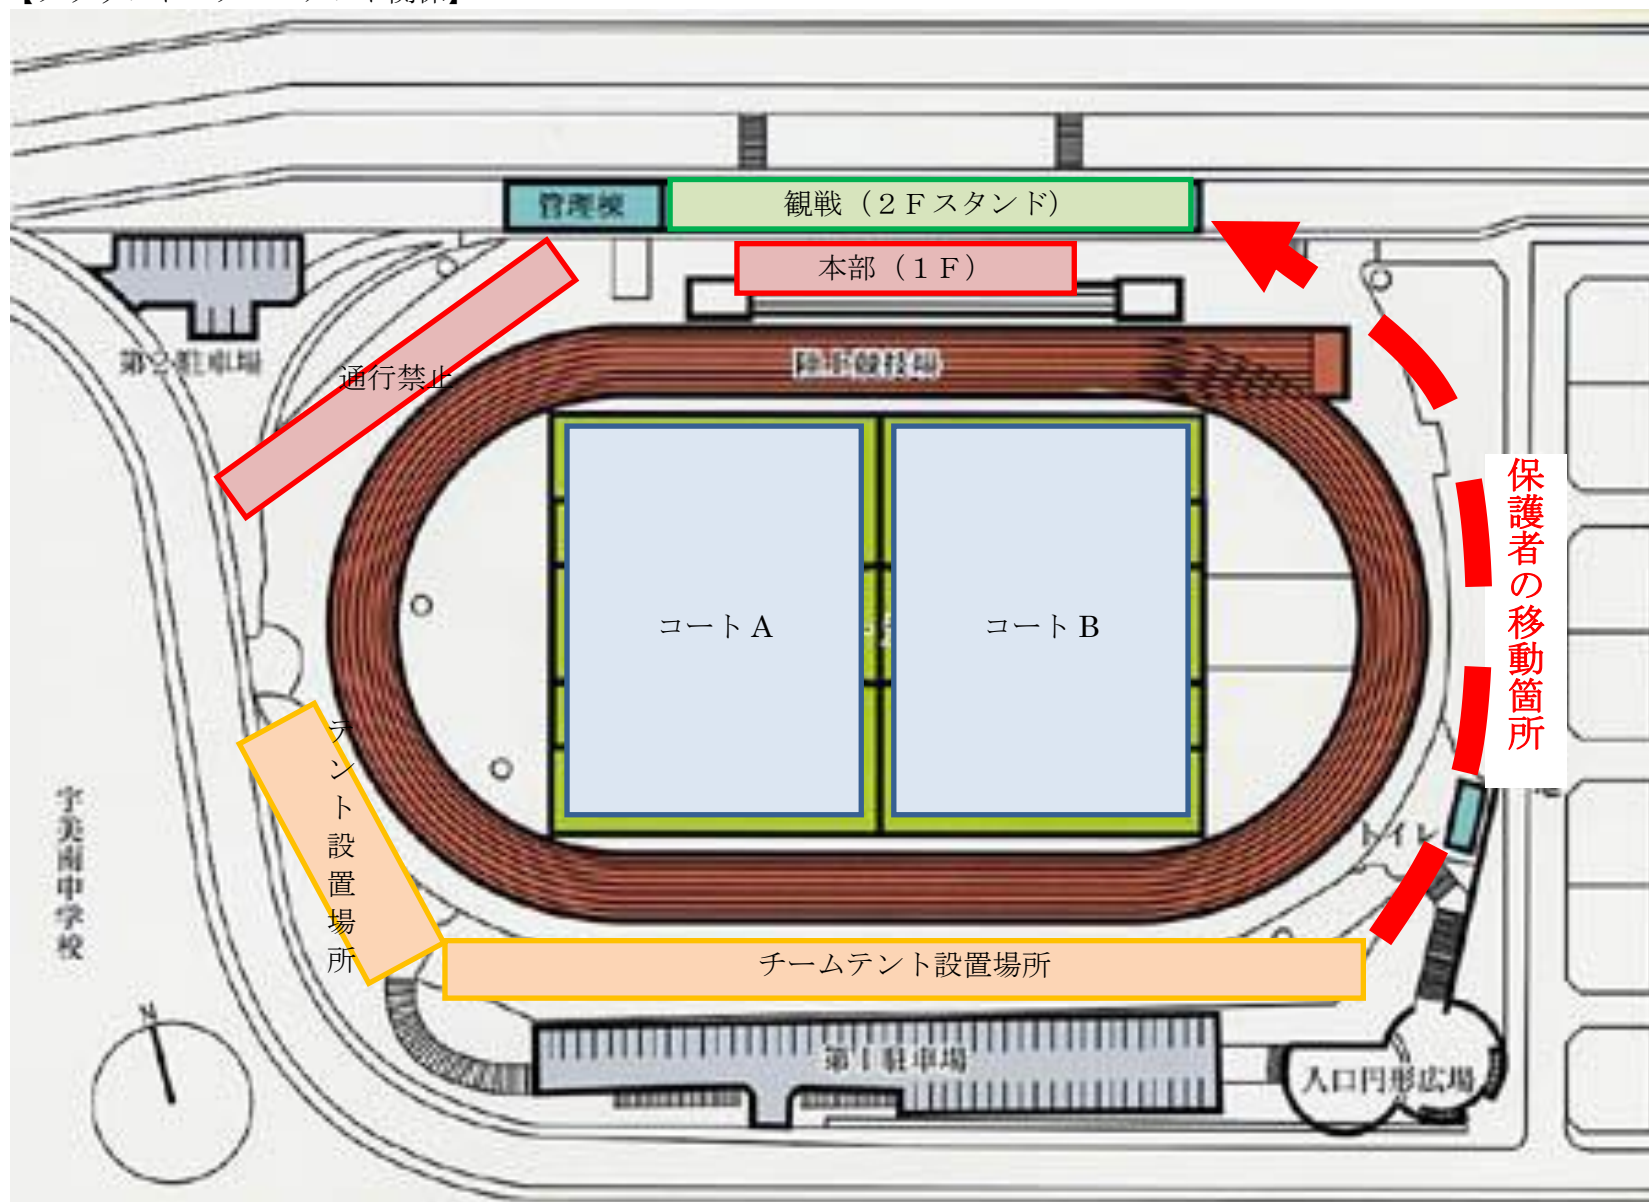 管理棟
観戦（２Ｆスタンド）
本部（１Ｆ）
第2駐車場
通行禁止
陸上競技場
コート A
コート B
保護者の移動箇所
テント設置場所
トイレ
宇美南中学校
チームテント設置場所
N
第1駐車場
入口円形広場